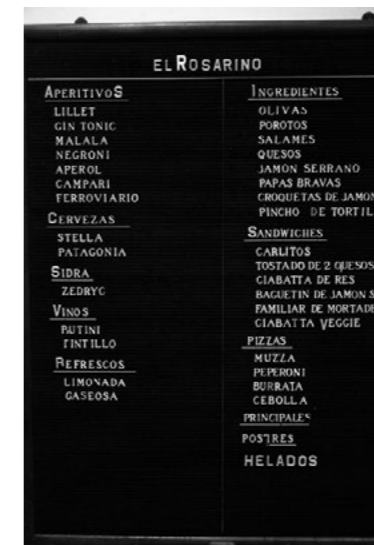 EL ROSARINO
APERITIVOS
LILLET
GIN TONIC
MALALA
NEGRONI
APEROL
CAMPARI
FERROVIARIO
CERVEZAS
STELLA
PATAGONIA
SIDRA
ZEDRYC
VINOS
RUTINI
TINTILLO
REFRESCOS
LIMONADA
GASEOSA
INGREDIENTES
OLIVAS
POROTOS
SALAMES
QUESOS
JAMON SERRANO
PAPAS BRAVAS
CROQUETAS DE JAMON
PINCHO DE TORTIL
SANDWICHES
CARLITOS
TOSTADO DE 2 QUESOS
CIABATTA DE RES
BAGUETIN DE JAMON S
FAMILIAR DE MORTADE
CIABATTA VEGGIE
PIZZAS
MUZZA
PEPERONI
BURRATA
CEBOLLA
PRINCIPALES
POSTRES
HELADOS